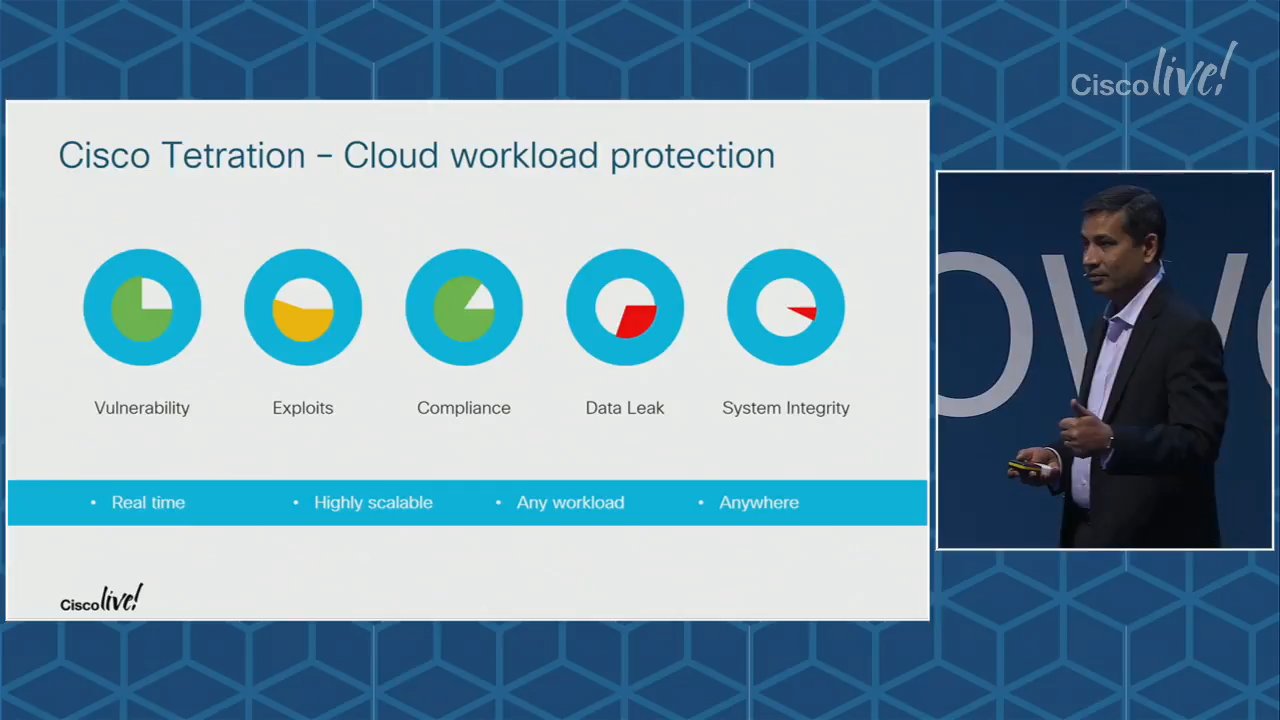 Cisco live!
Cisco Tetration – Cloud workload protection
Vulnerability
Exploits
Compliance
Data Leak
System Integrity
• Real time
• Highly scalable
• Any workload
• Anywhere
Cisco live!